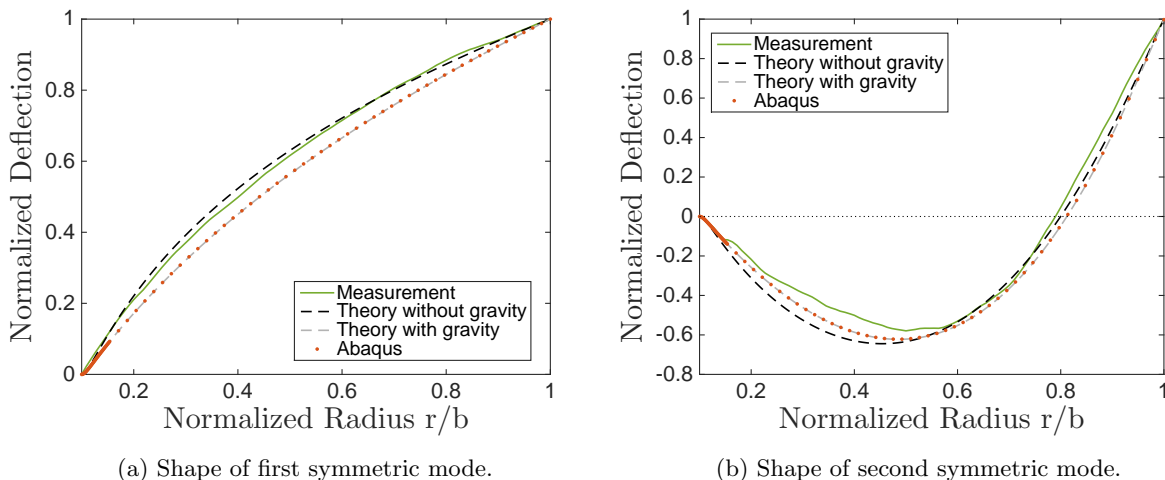 1
0.8
0.6
0.4
0.2
0
Normalized Deflection
Measurement
Theory without gravity
Theory with gravity
Abaqus
0.2
0.4
0.6
0.8
1
Normalized Radius r/b
(a) Shape of first symmetric mode.
1
0.8
0.6
0.4
0.2
0
-0.2
-0.4
-0.6
-0.8
Normalized Deflection
Measurement
Theory without gravity
Theory with gravity
Abaqus
0.2
0.4
0.6
0.8
1
Normalized Radius r/b
(b) Shape of second symmetric mode.